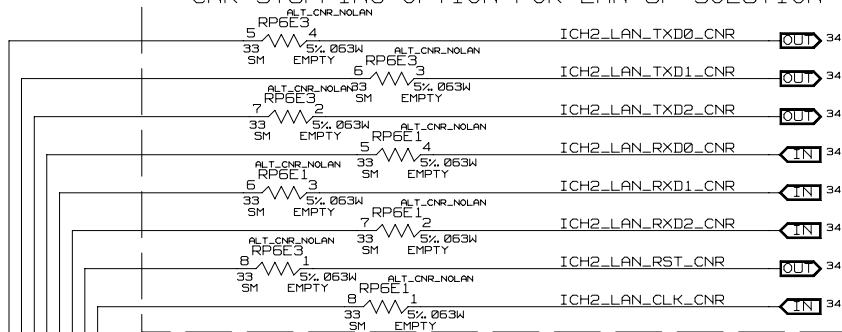 CNR STUFFING OPTION FOR LAN OF SOLUTION
ALT_CNR_NOLAN
RP6E3
5 4 ICH2_LAN_TXD0_CNR OUT 34
33 5%.063W
SM EMPTY
ALT_CNR_NOLAN
RP6E3
6 3 ICH2_LAN_TXD1_CNR OUT 34
33 5%.063W
SM EMPTY
ALT_CNR_NOLAN
RP6E3
7 2 ICH2_LAN_TXD2_CNR OUT 34
33 5%.063W
SM EMPTY
ALT_CNR_NOLAN
RP6E1
5 4 ICH2_LAN_RXD0_CNR IN 34
33 5%.063W
SM EMPTY
ALT_CNR_NOLAN
RP6E1
6 3 ICH2_LAN_RXD1_CNR IN 34
33 5%.063W
SM EMPTY
ALT_CNR_NOLAN
RP6E1
7 2 ICH2_LAN_RXD2_CNR IN 34
33 5%.063W
SM EMPTY
ALT_CNR_NOLAN
RP6E3
8 1 ICH2_LAN_RST_CNR OUT 34
33 5%.063W
SM EMPTY
ALT_CNR_NOLAN
RP6E1
8 1 ICH2_LAN_CLK_CNR IN 34
33 5%.063W
SM EMPTY